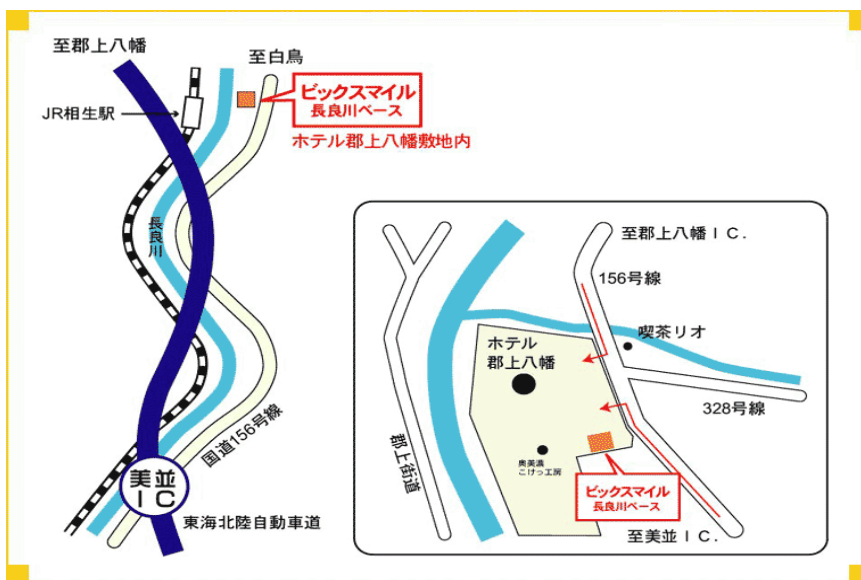 至郡上八幡
至白鳥
JR相生駅
ビックスマイル
長良川ベース
ホテル郡上八幡敷地内
長良川
国道156号線
美並
IC
東海北陸自動車道
至郡上八幡IC.
156号線
喫茶リオ
ホテル
郡上八幡
328号線
郡上街道
奥美濃
こけっ工房
ビックスマイル
長良川ベース
至美並IC.